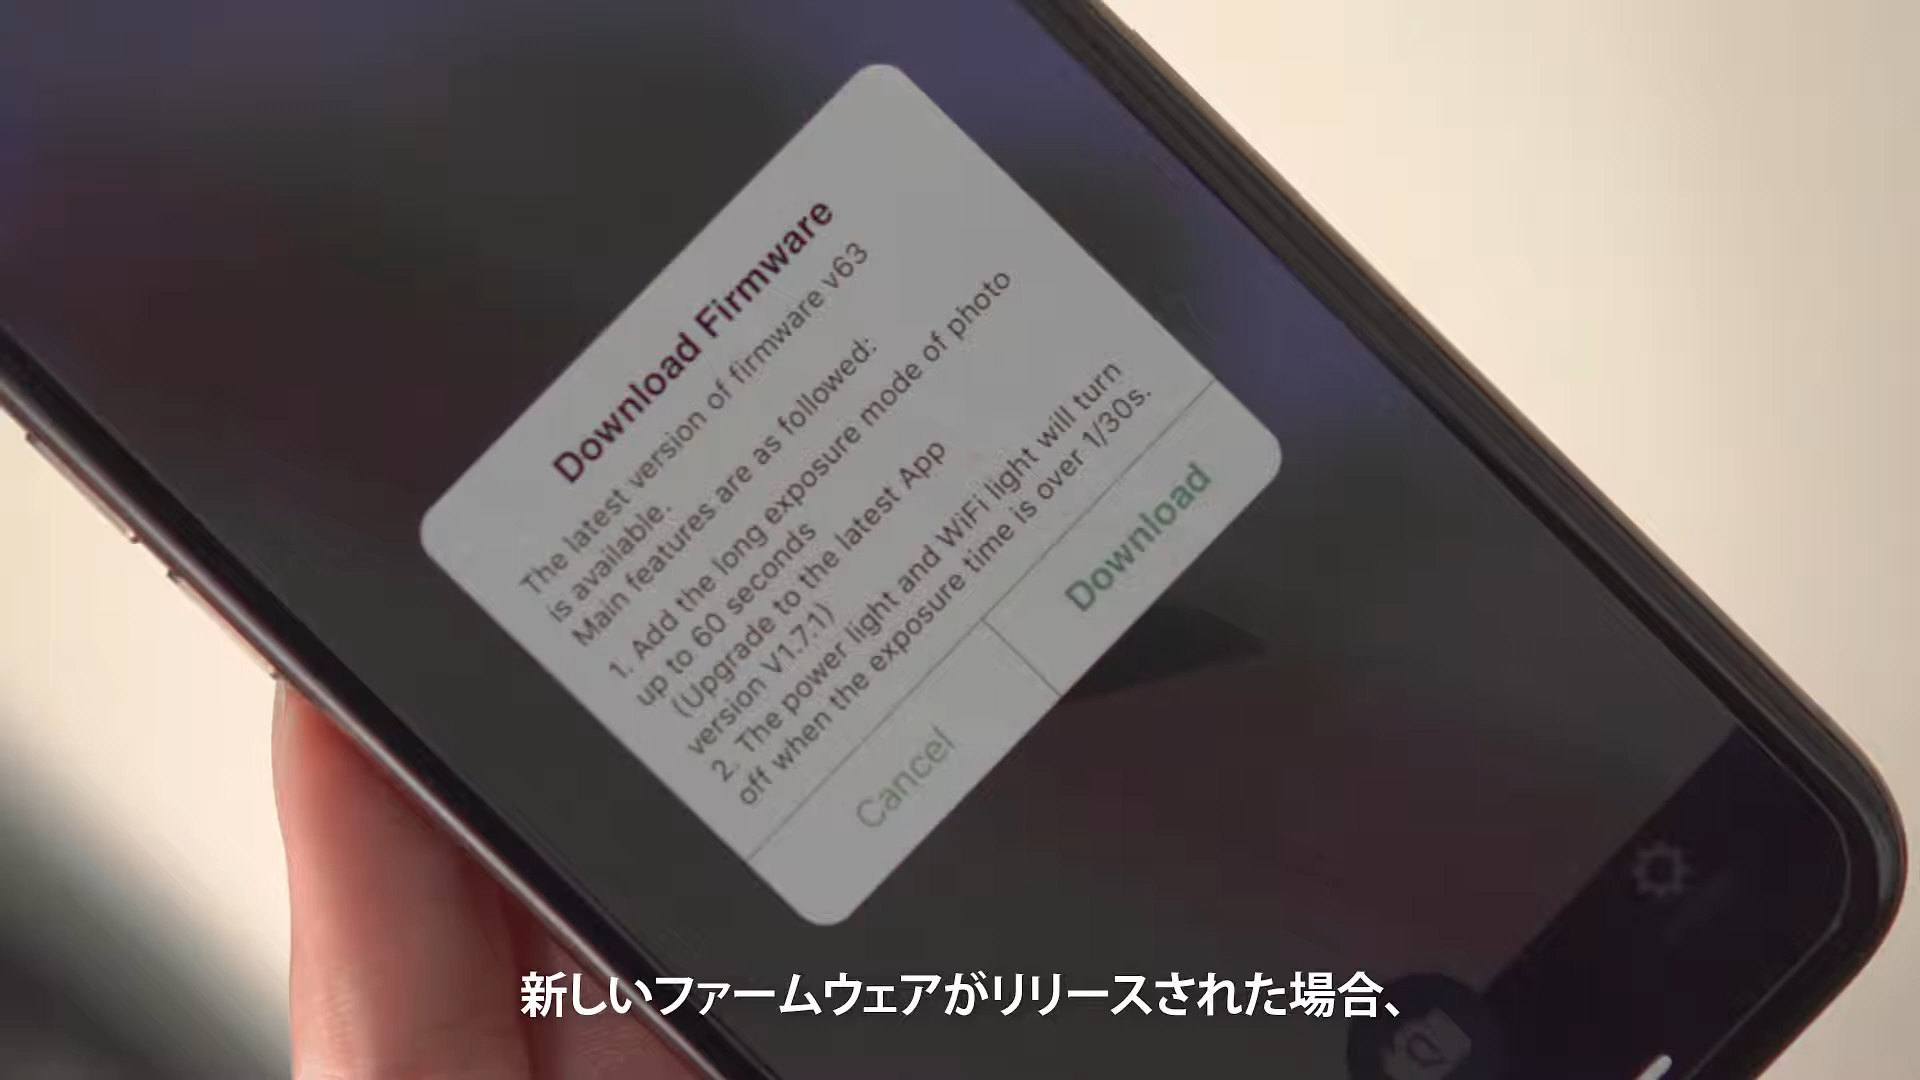 Download Firmware
The latest version of firmware v63
is available.
Main features are as followed:
1. Add the long exposure mode of photo
up to 60 seconds
(Upgrade to the latest App
version V1.7.1)
2. The power light and WiFi light will turn
off when the exposure time is over 1/30s.
Cancel
Download
新しいファームウェアがリリースされた場合、